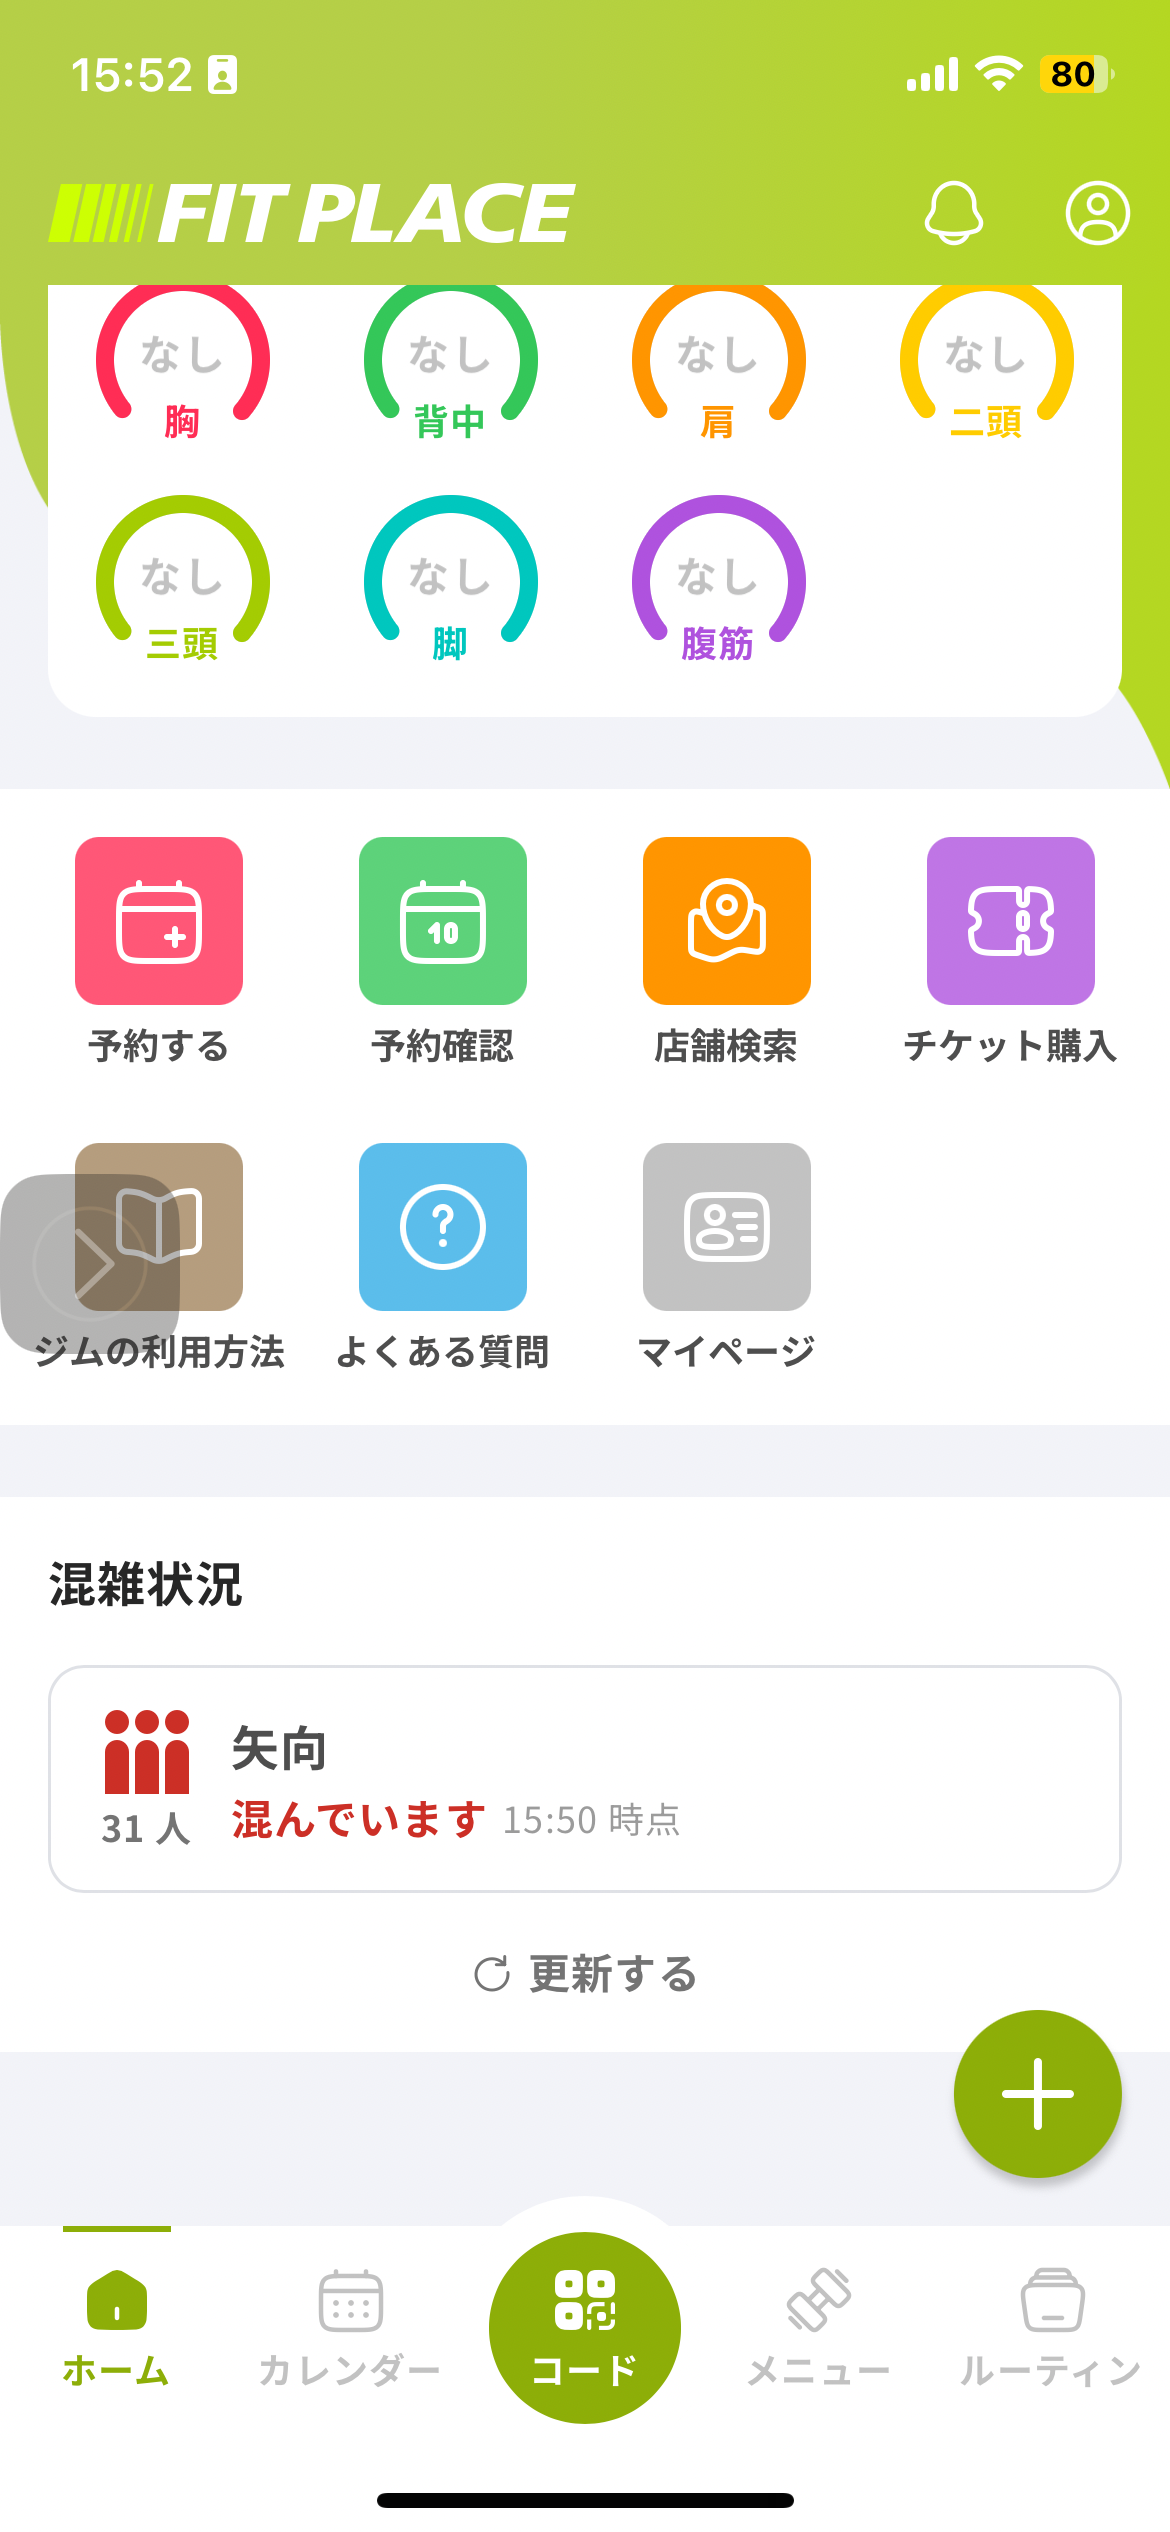 15:52
80
FIT PLACE
なし なし なし なし
胸 背中 肩 二頭
なし なし なし
三頭 脚 腹筋
10
予約する 予約確認 店舗検索 チケット購入
?
ジムの利用方法 よくある質問 マイページ
混雑状況
矢向
31 人 混んでいます 15:50 時点
更新する
ホーム カレンダー コード メニュー ルーティン